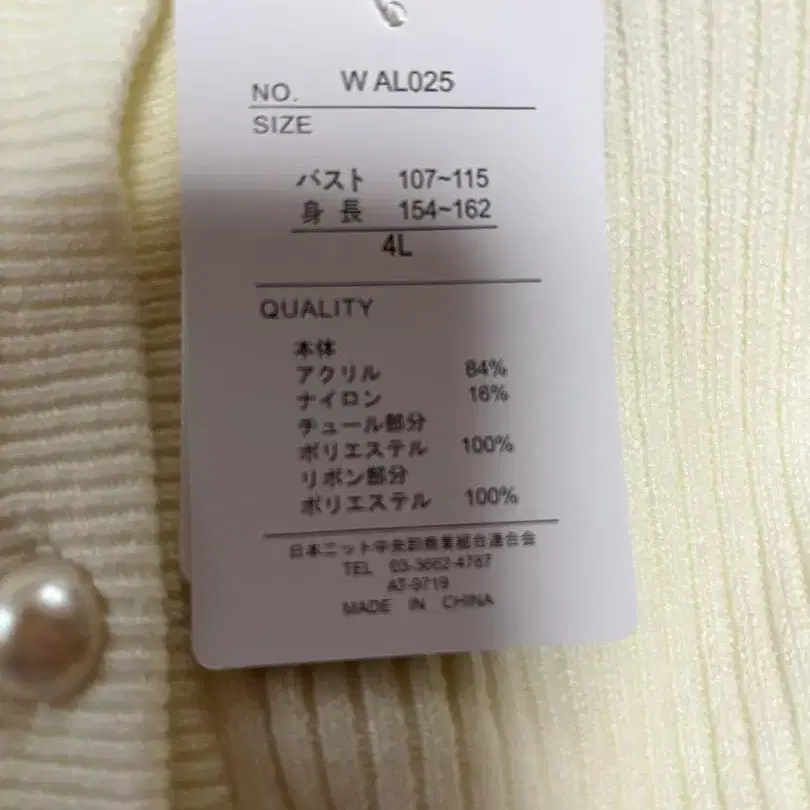 NO. W AL025
SIZE
バスト 107~115
身長 154~162
4L
QUALITY
本体
アクリル 84%
ナイロン 16%
チュール部分
ポリエステル 100%
リボン部分
ポリエステル 100%
日本ニット中央卸商業組合連合会
TEL 03-3662-4787
AT-9719
MADE IN CHINA